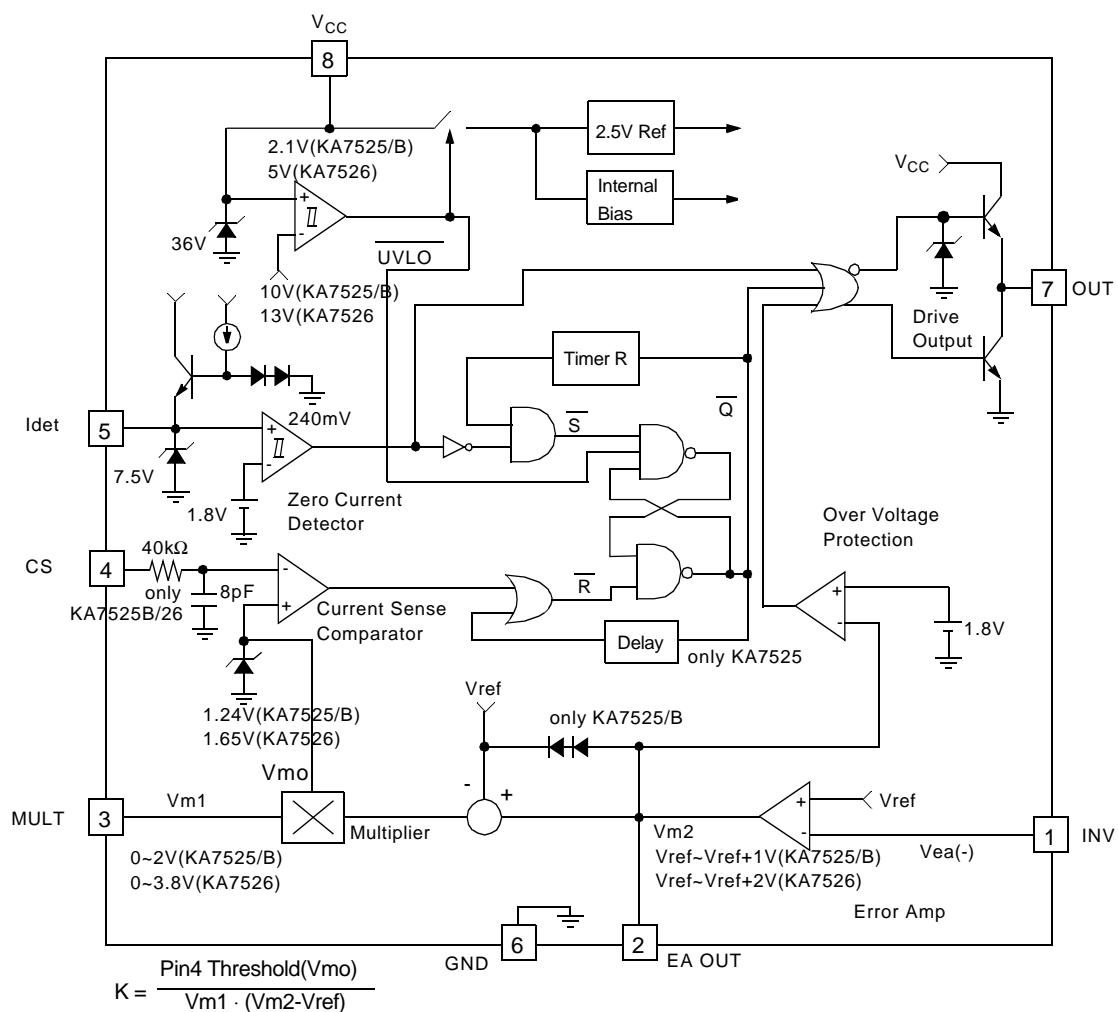 VCC
8
2.1V(KA7525/B)
5V(KA7526)
2.5V Ref
Internal
Bias
VCC
+
-
36V
UVLO
10V(KA7525/B)
13V(KA7526
7
OUT
Drive
Output
Timer R
Q
Idet
5
240mV
+
-
S
7.5V
1.8V
Zero Current
Detector
Over Voltage
Protection
CS
4
40kΩ
only
KA7525B/26
8pF
-
+
Current Sense
Comparator
R
Delay
only KA7525
+
-
1.8V
1.24V(KA7525/B)
1.65V(KA7526)
Vref
only KA7525/B
Vmo
-
+
MULT
3
Vm1
Multiplier
0~2V(KA7525/B)
0~3.8V(KA7526)
Vm2
Vref~Vref+1V(KA7525/B)
Vref~Vref+2V(KA7526)
+
-
Vref
Vea(-)
1
INV
Error Amp
GND
6
2
EA OUT
K = Pin4 Threshold(Vmo)
Vm1 · (Vm2-Vref)